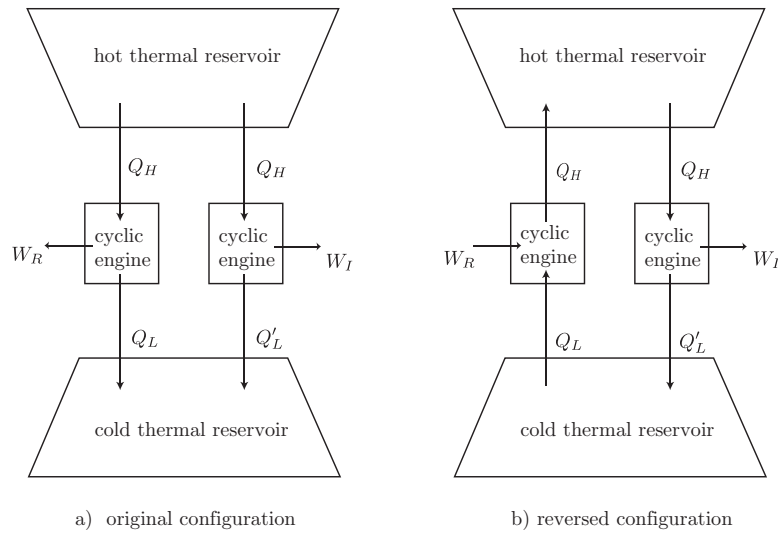 hot thermal reservoir
Q_H
Q_H
cyclic
engine
cyclic
engine
W_R
W_I
Q_L
Q'_L
cold thermal reservoir
a) original configuration
hot thermal reservoir
Q_H
Q_H
cyclic
engine
cyclic
engine
W_R
W_I
Q_L
Q'_L
cold thermal reservoir
b) reversed configuration